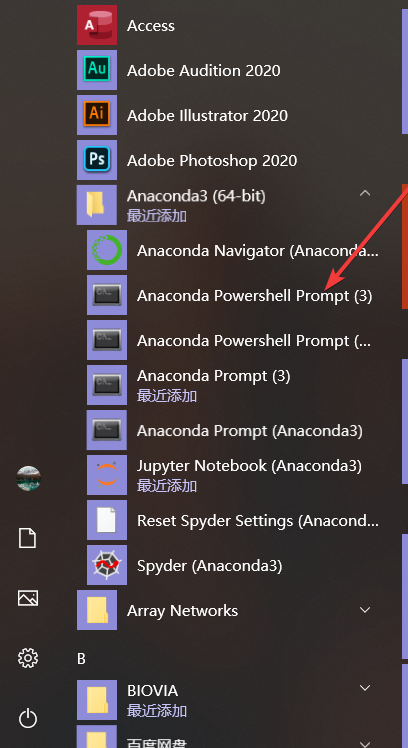 Access
Au
Adobe Audition 2020
Ai
Adobe Illustrator 2020
Ps
Adobe Photoshop 2020
Anaconda3 (64-bit)
最近添加
Anaconda Navigator (Anaconda...
Anaconda Powershell Prompt (3)
Anaconda Powershell Prompt (...
Anaconda Prompt (3)
最近添加
Anaconda Prompt (Anaconda3)
Jupyter Notebook (Anaconda3)
最近添加
Reset Spyder Settings (Anacond...
Spyder (Anaconda3)
Array Networks
B
BIOVIA
最近添加
百度网盘